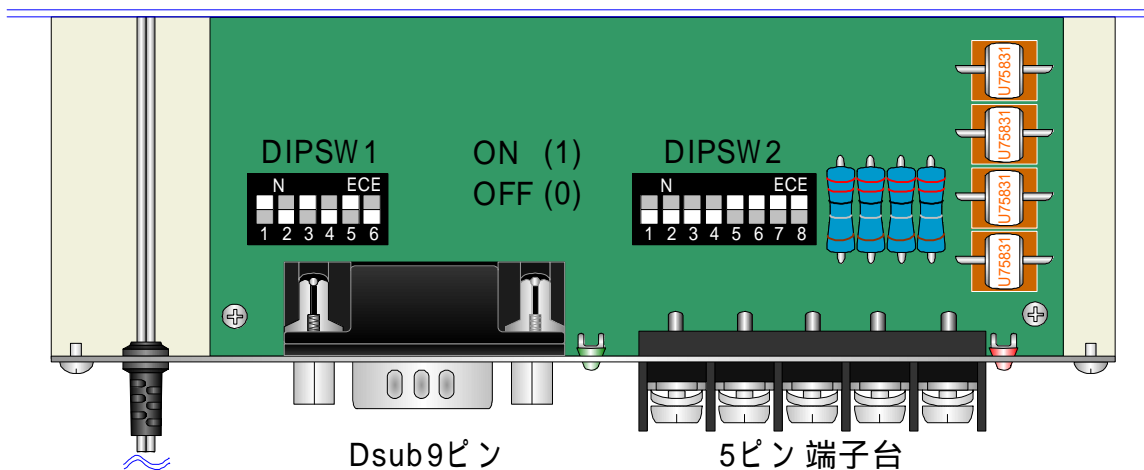 DIPSW1
ON (1)
OFF (0)
N ECE
1 2 3 4 5 6
DIPSW2
N ECE
1 2 3 4 5 6 7 8
U75831
U75831
U75831
U75831
Dsub9ピン
5ピン端子台